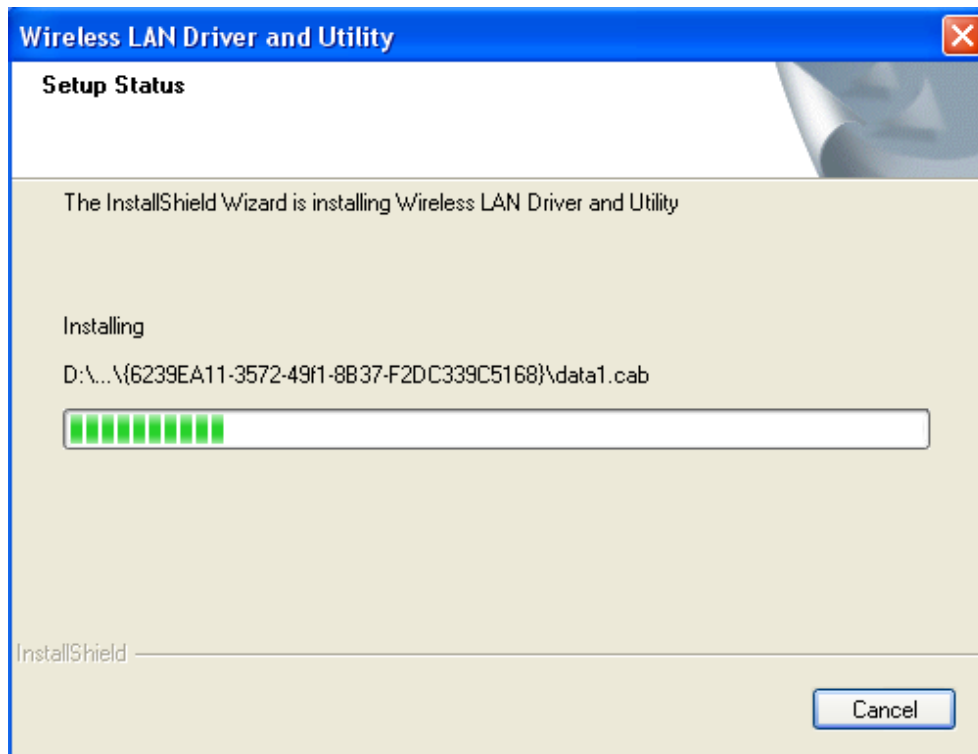 Wireless LAN Driver and Utility
Setup Status
The InstallShield Wizard is installing Wireless LAN Driver and Utility
Installing
D:\...\{6239EA11-3572-49f1-8B37-F2DC339C5168}\data1.cab
InstallShield
Cancel